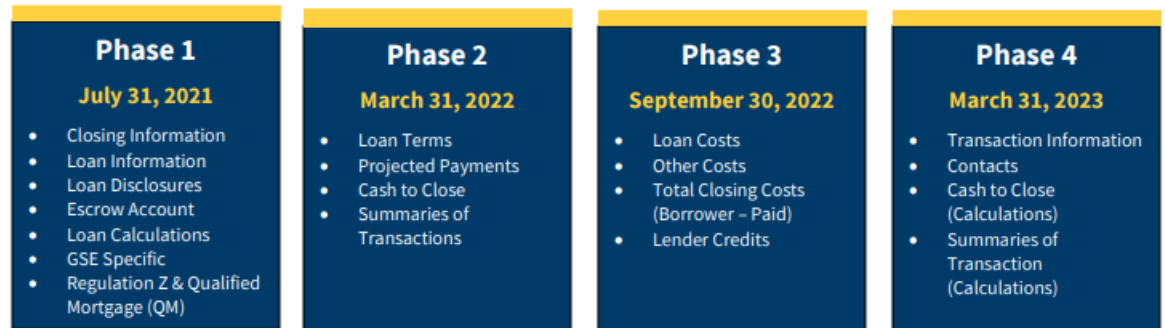 Phase 1
July 31, 2021
• Closing Information
• Loan Information
• Loan Disclosures
• Escrow Account
• Loan Calculations
• GSE Specific
• Regulation Z & Qualified
Mortgage (QM)
Phase 2
March 31, 2022
• Loan Terms
• Projected Payments
• Cash to Close
• Summaries of
Transactions
Phase 3
September 30, 2022
• Loan Costs
• Other Costs
• Total Closing Costs
(Borrower – Paid)
• Lender Credits
Phase 4
March 31, 2023
• Transaction Information
• Contacts
• Cash to Close
(Calculations)
• Summaries of
Transaction
(Calculations)